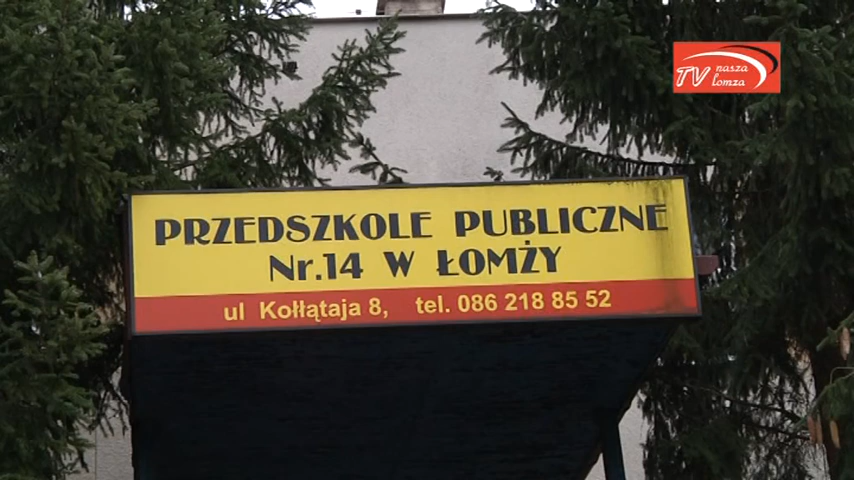 TV nasza
łomza
PRZEDSZKOLE PUBLICZNE
Nr.14 W ŁOMŻY
ul Kołłątaja 8, tel. 086 218 85 52